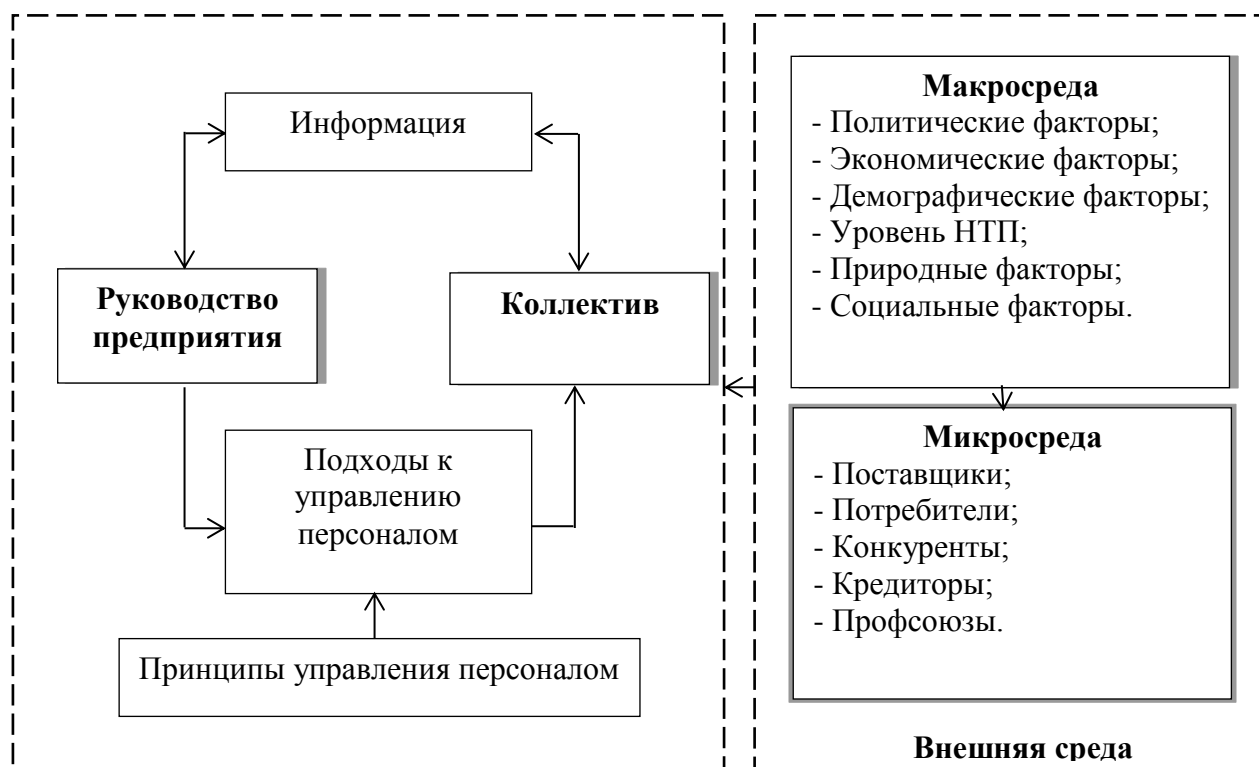 Информация
Руководство
предприятия
Коллектив
Подходы к
управлению
персоналом
Принципы управления персоналом
Макросреда
- Политические факторы;
- Экономические факторы;
- Демографические факторы;
- Уровень НТП;
- Природные факторы;
- Социальные факторы.
Микросреда
- Поставщики;
- Потребители;
- Конкуренты;
- Кредиторы;
- Профсоюзы.
Внешняя среда